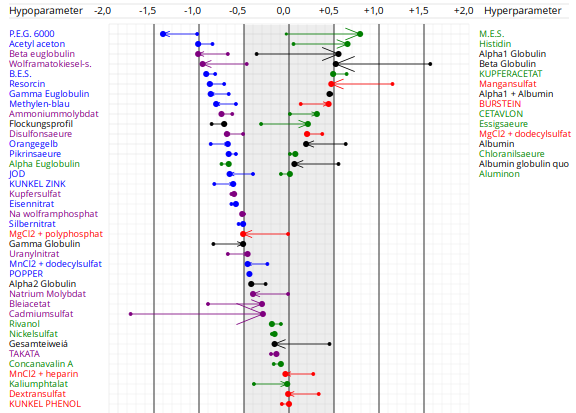 Hypoparameter -2,0 -1,5 -1,0 -0,5 0,0 +0,5 +1,0 +1,5 +2,0 Hyperparameter
P.E.G. 6000 M.E.S.
Acetyl aceton Histidin
Beta euglobulin Alpha1 Globulin
Wolframatokiesel-s. Beta Globulin
B.E.S. KUPFERACETAT
Resorcin Mangansulfat
Gamma Euglobulin Alpha1 + Albumin
Methylen-blau BURSTEIN
Ammoniummolybdat CETAVLON
Flockungsprofil Essigsaeure
Disulfonsaeure MgCl2 + dodecylsulfat
Orangegelb Albumin
Pikrinsaeure Chloranilsaeure
Alpha Euglobulin Albumin globulin quo
JOD Aluminon
KUNKEL ZINK
Kupfersulfat
Eisennitrat
Na wolframphosphat
Silbernitrat
MgCl2 + polyphosphat
Gamma Globulin
Uranylnitrat
MnCl2 + dodecylsulfat
POPPER
Alpha2 Globulin
Natrium Molybdat
Bleiacetat
Cadmiumsulfat
Rivanol
Nickelsulfat
Gesamteiweiá
TAKATA
Concanavalin A
MnCl2 + heparin
Kaliumphtalat
Dextransulfat
KUNKEL PHENOL